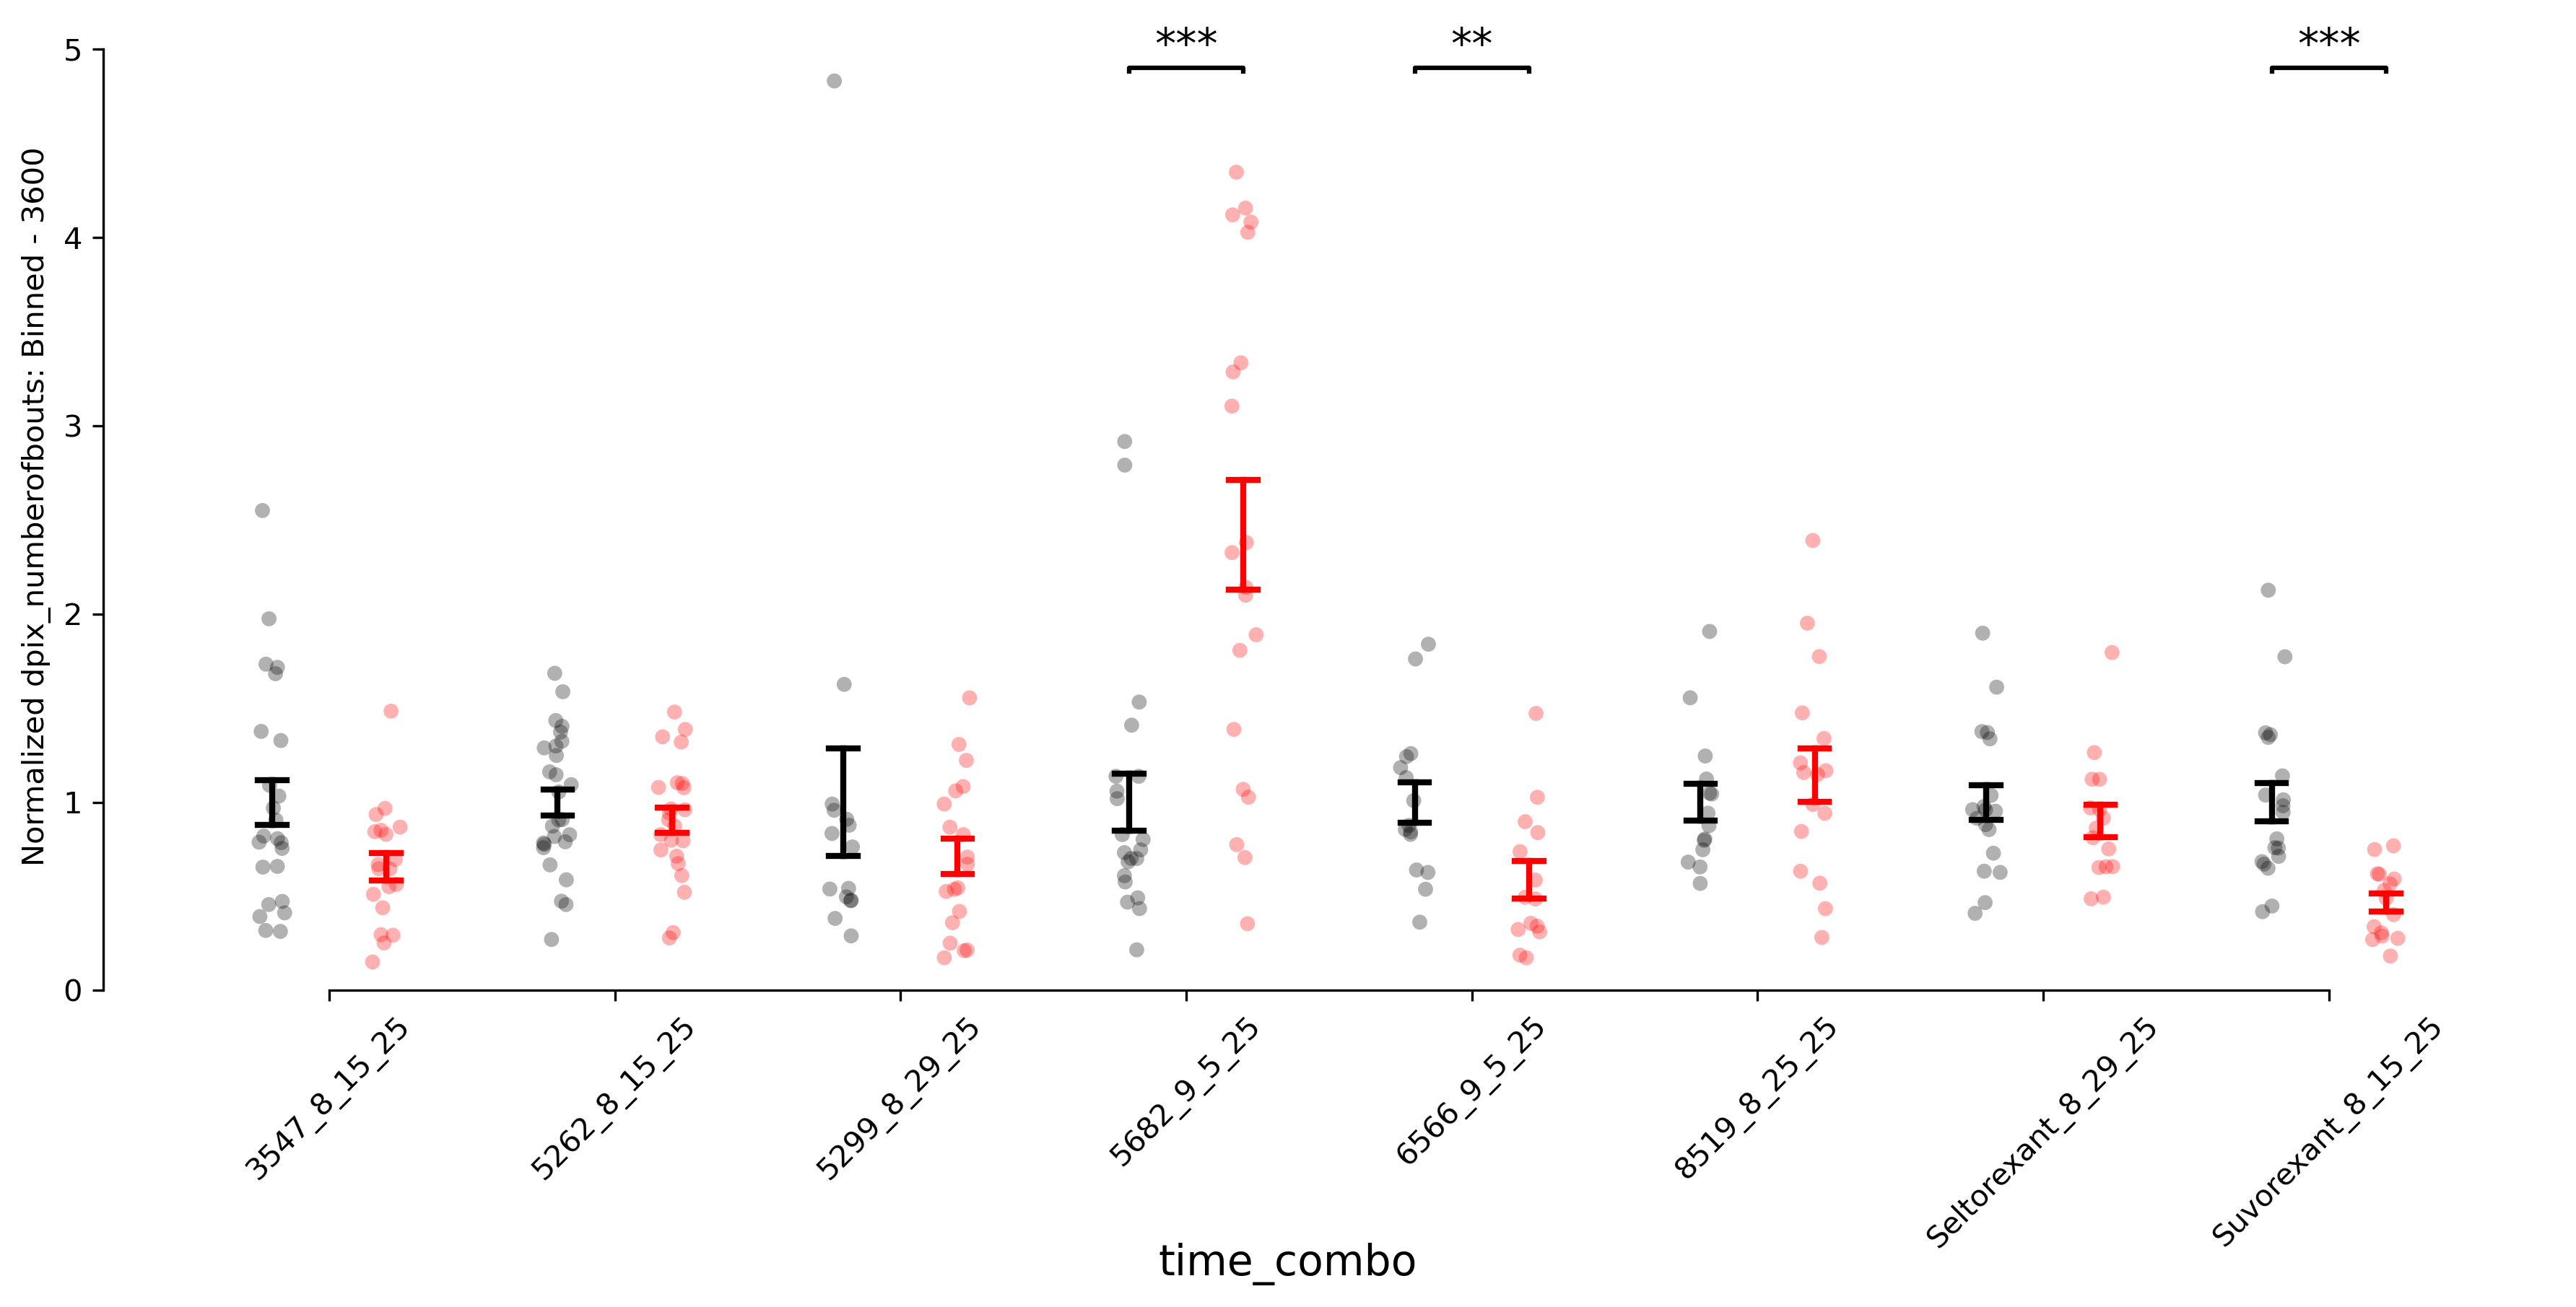 *** ** ***
5
4
3
2
1
0
Normalized dpix_numberofbouts: Binned - 3600
3547_8_15_25
5262_8_15_25
5299_8_29_25
5682_9_5_25
6566_9_5_25
8519_8_25_25
Seltorexant_8_29_25
Suvorexant_8_15_25
time_combo